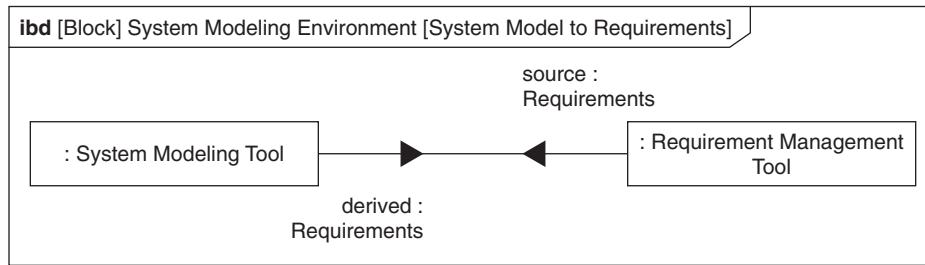 ibd [Block] System Modeling Environment [System Model to Requirements]
source :
Requirements
: System Modeling Tool
: Requirement Management
Tool
derived :
Requirements